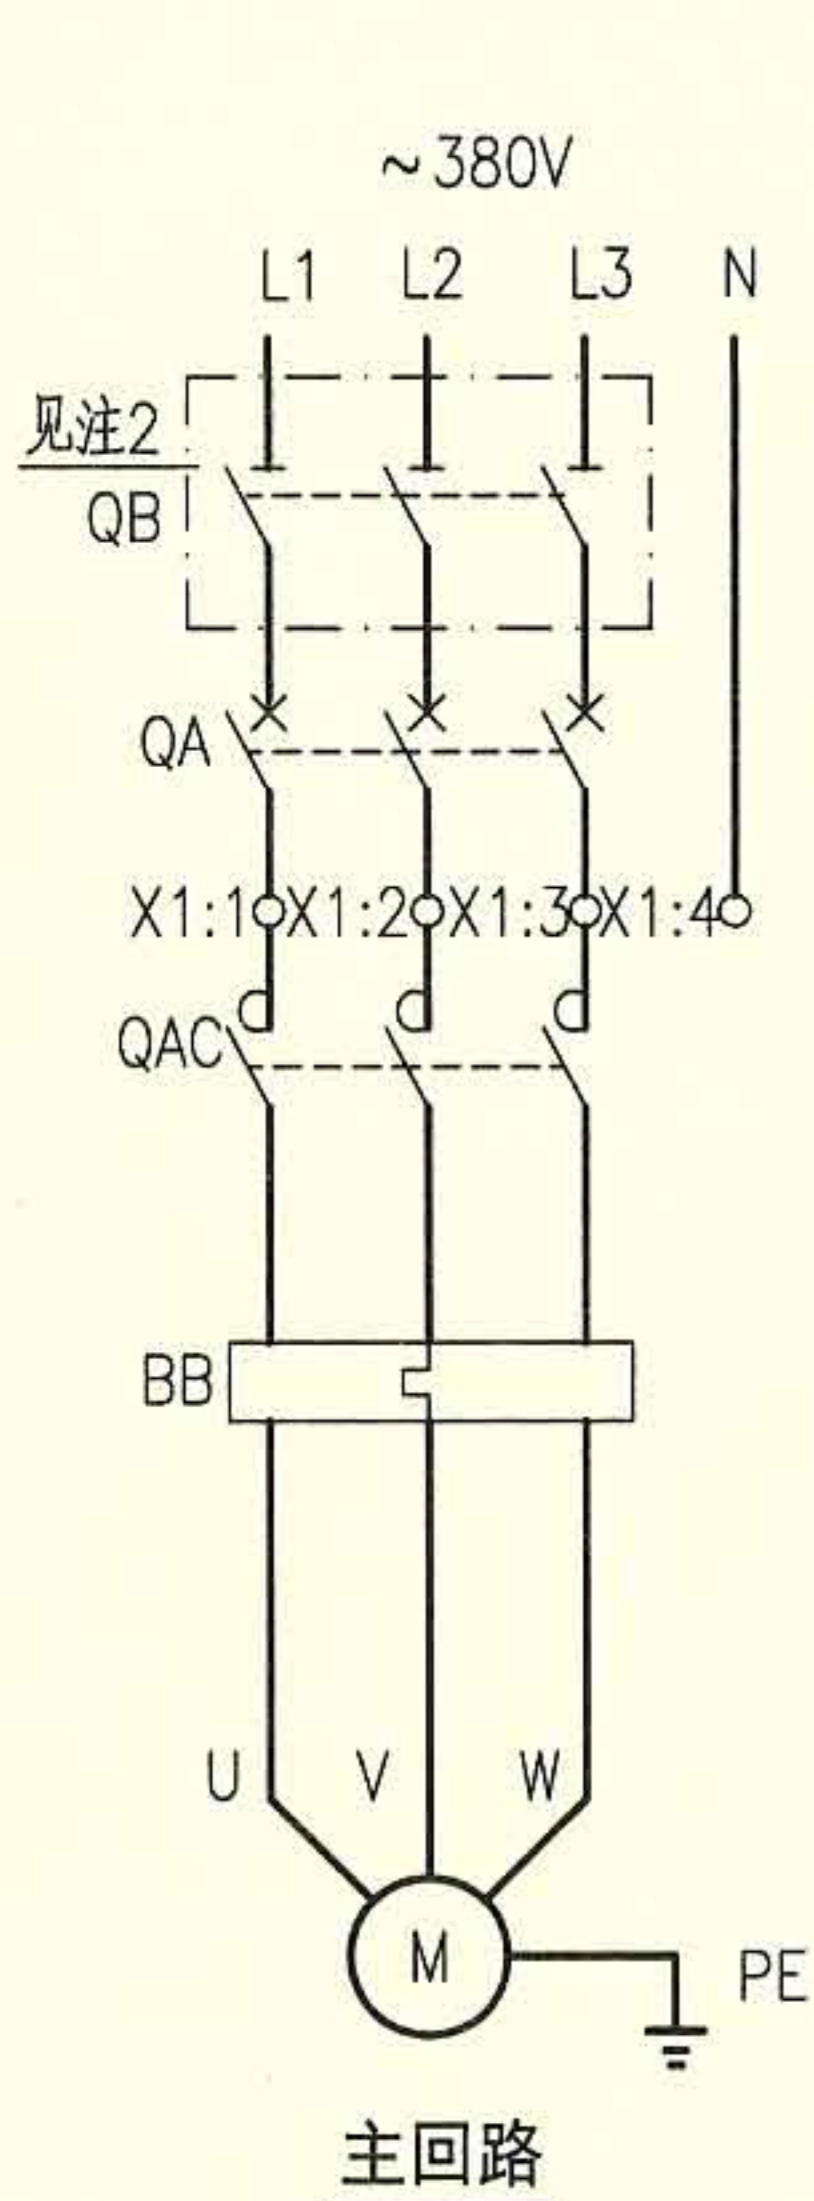 ~380V
L1 L2 L3 N
见注2
QB
QA
X1:1 X1:2 X1:3 X1:4
QAC
BB
U V W
M
PE
主回路